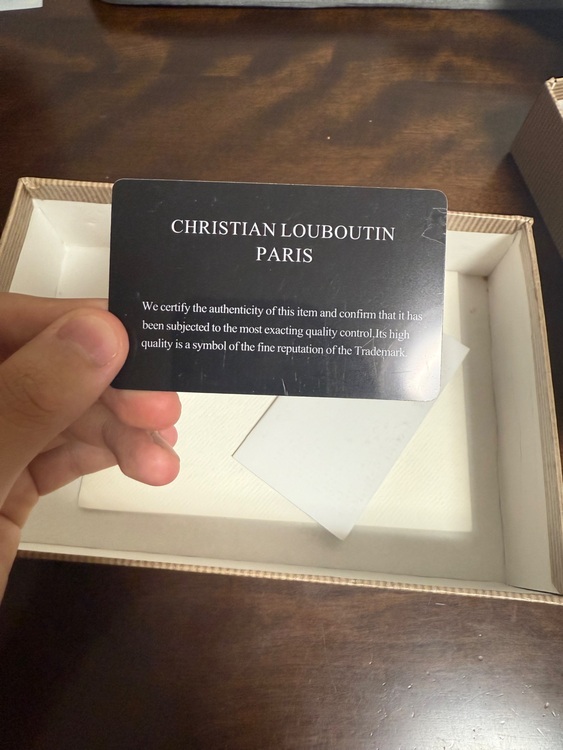 CHRISTIAN LOUBOUTIN
PARIS
We certify the authenticity of this item and confirm that it has
been subjected to the most exacting quality control,Its high
quality is a symbol of the fine reputation of the Trademark.